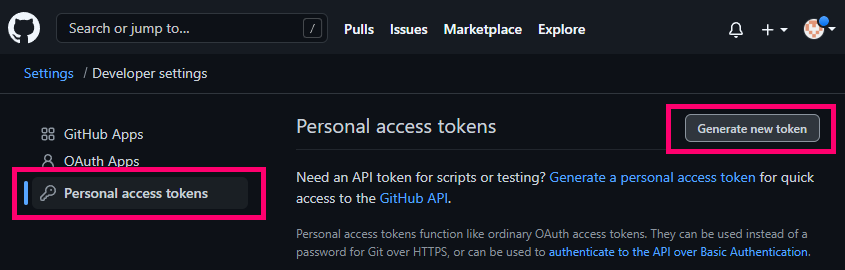 Search or jump to... /
Pulls Issues Marketplace Explore
Settings / Developer settings
GitHub Apps
OAuth Apps
Personal access tokens
Personal access tokens
Generate new token
Need an API token for scripts or testing? Generate a personal access token for quick
access to the GitHub API.
Personal access tokens function like ordinary OAuth access tokens. They can be used instead of a
password for Git over HTTPS, or can be used to authenticate to the API over Basic Authentication.